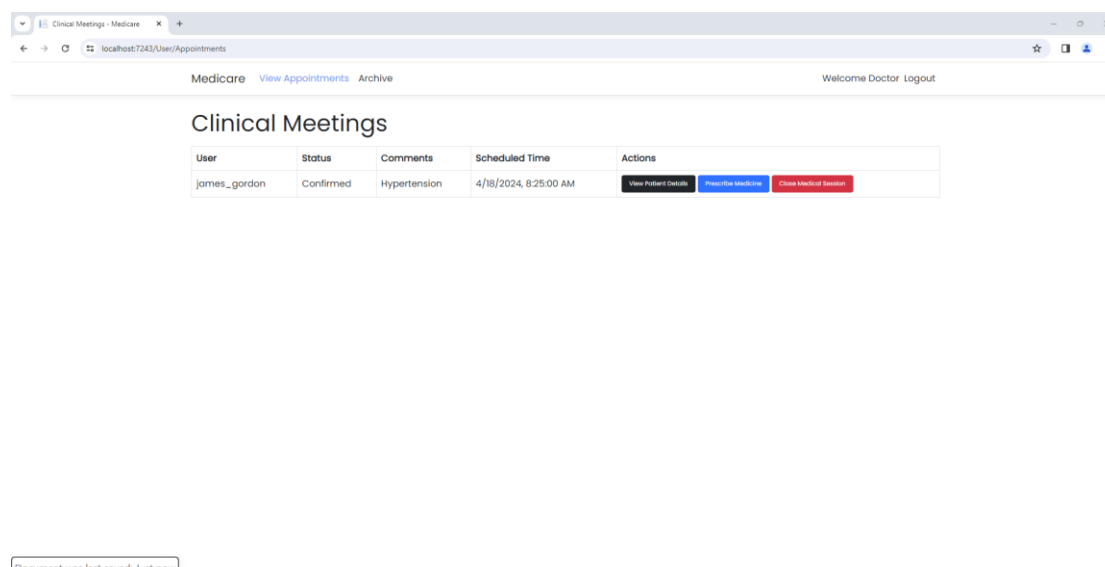 Clinical Meetings - Medicare
localhost:7243/User/Appointments
Medicare View Appointments Archive Welcome Doctor Logout
Clinical Meetings
User Status Comments Scheduled Time Actions
james_gordon Confirmed Hypertension 4/18/2024, 8:25:00 AM View Patient Details Prescribe Medicine Close Medical Session